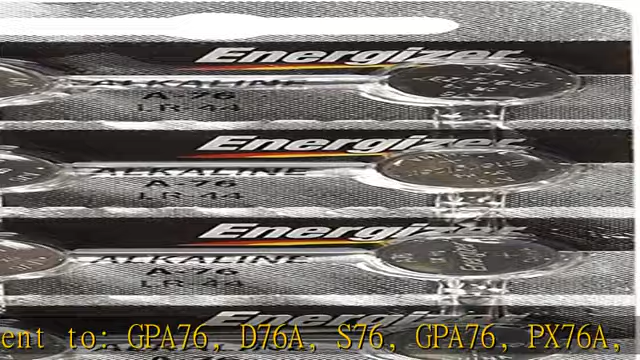 Energizer
ALKALINE
A-76
LR-44
Energizer
ALKALINE
A-76
LR-44
Energizer
ALKALINE
A-76
LR-44
Energizer
ent to: GPA76, D76A, S76, GPA76, PX76A,
A-76